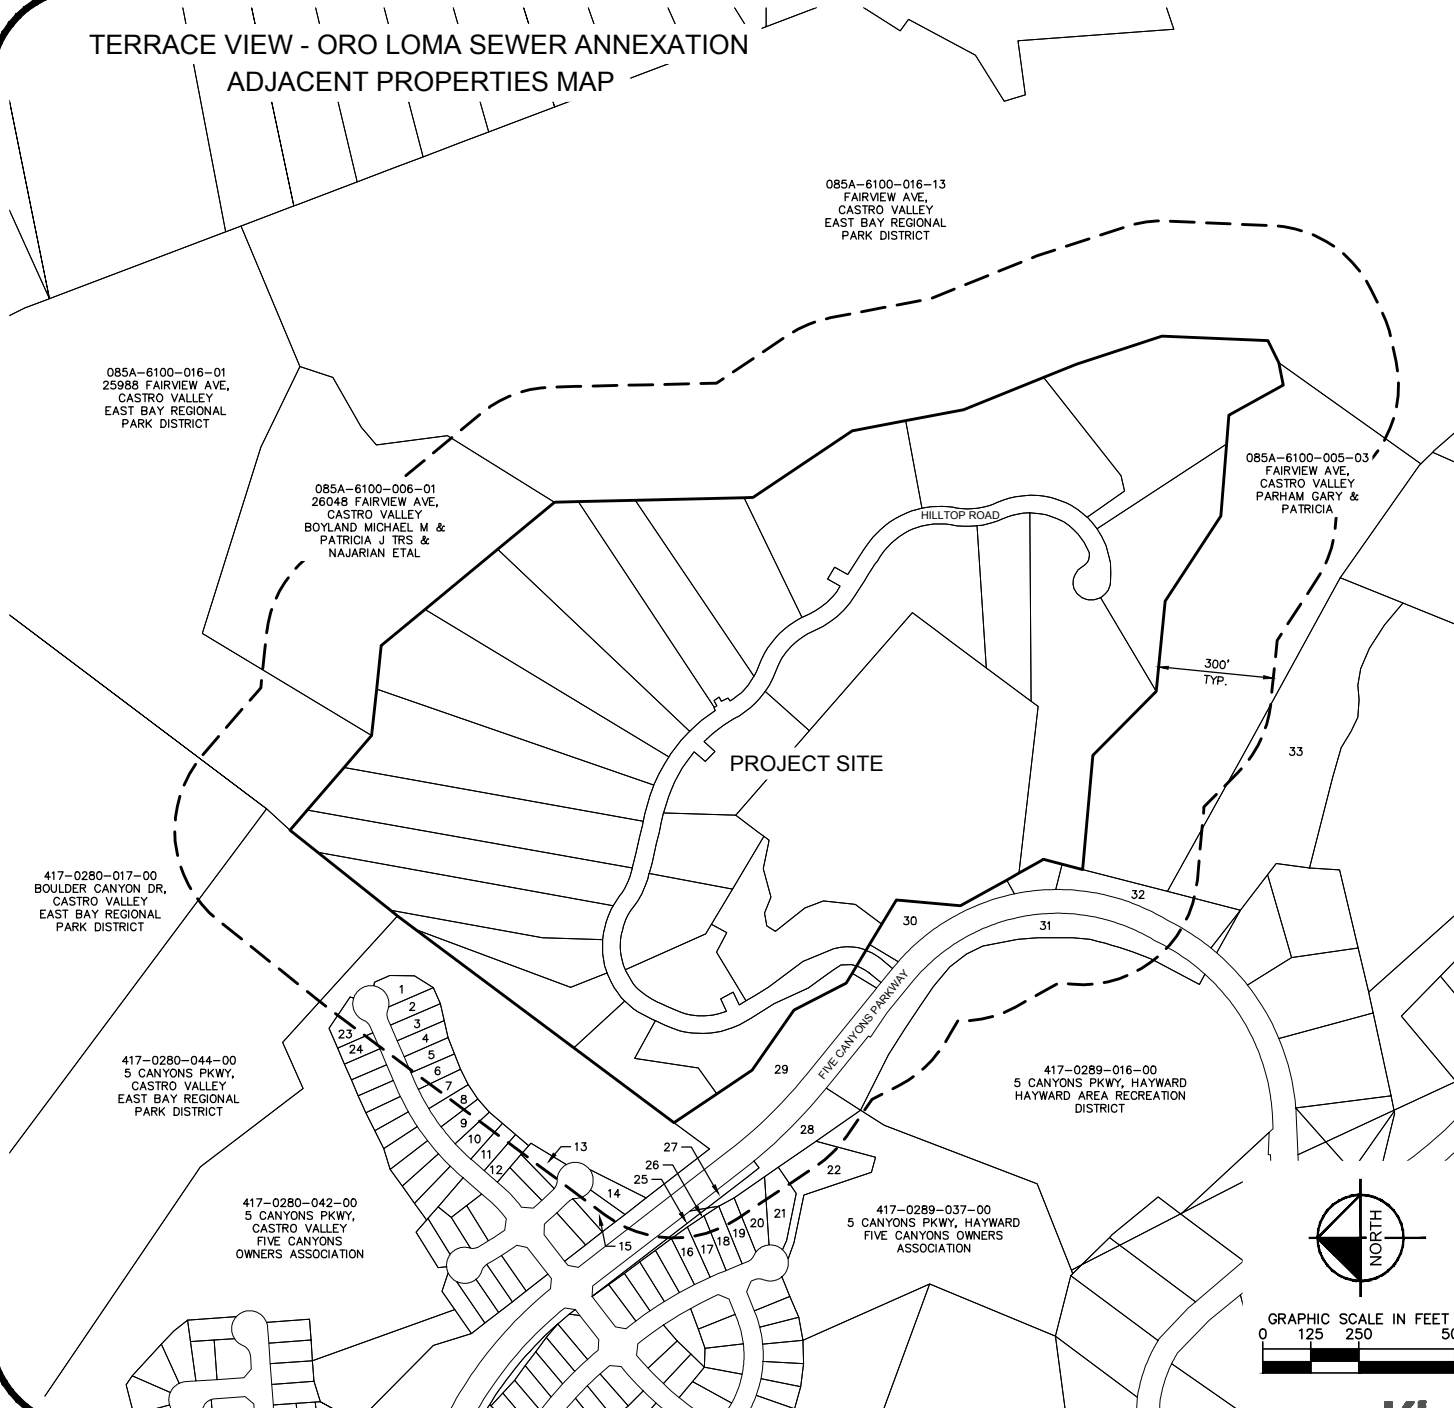 TERRACE VIEW - ORO LOMA SEWER ANNEXATION
ADJACENT PROPERTIES MAP
085A-6100-016-13
FAIRVIEW AVE,
CASTRO VALLEY
EAST BAY REGIONAL
PARK DISTRICT
085A-6100-016-01
25988 FAIRVIEW AVE,
CASTRO VALLEY
EAST BAY REGIONAL
PARK DISTRICT
085A-6100-006-01
26048 FAIRVIEW AVE,
CASTRO VALLEY
BOYLAND MICHAEL M &
PATRICIA J TRS &
NAJARIAN ETAL
085A-6100-005-03
FAIRVIEW AVE,
CASTRO VALLEY
PARHAM GARY &
PATRICIA
HILLTOP ROAD
300'
TYP.
33
PROJECT SITE
32
31
30
29
FIVE CANYONS PARKWAY
417-0280-017-00
BOULDER CANYON DR,
CASTRO VALLEY
EAST BAY REGIONAL
PARK DISTRICT
1
2
3
4
5
6
7
8
9
10
11
12
23
24
13
14
15
417-0280-044-00
5 CANYONS PKWY,
CASTRO VALLEY
EAST BAY REGIONAL
PARK DISTRICT
417-0289-016-00
5 CANYONS PKWY, HAYWARD
HAYWARD AREA RECREATION
DISTRICT
28
27
26
25
22
21
20
19
18
17
16
417-0280-042-00
5 CANYONS PKWY,
CASTRO VALLEY
FIVE CANYONS
OWNERS ASSOCIATION
417-0289-037-00
5 CANYONS PKWY, HAYWARD
FIVE CANYONS OWNERS
ASSOCIATION
NORTH
GRAPHIC SCALE IN FEET
0 125 250